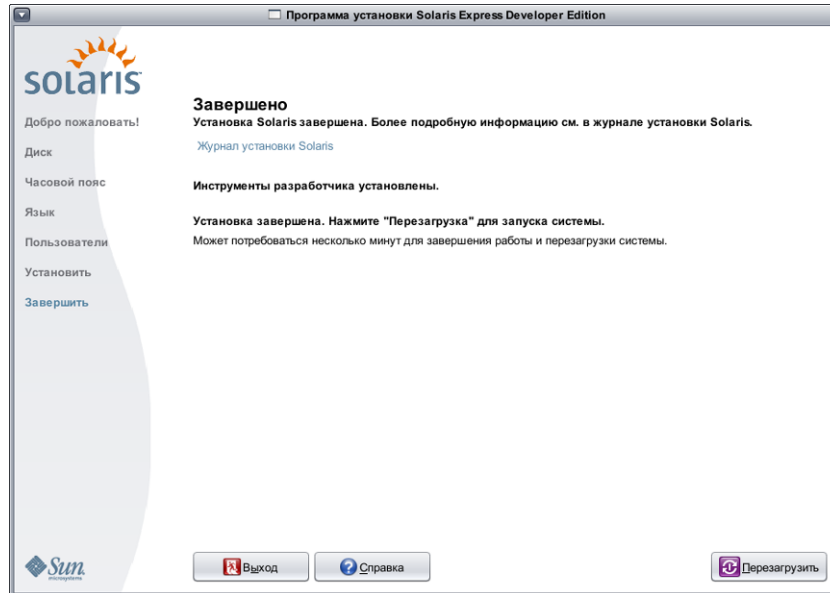 Программа установки Solaris Express Developer Edition
solaris
Добро пожаловать!
Диск
Часовой пояс
Язык
Пользователи
Установить
Завершить
Завершено
Установка Solaris завершена. Более подробную информацию см. в журнале установки Solaris.
Журнал установки Solaris
Инструменты разработчика установлены.
Установка завершена. Нажмите "Перезагрузка" для запуска системы.
Может потребоваться несколько минут для завершения работы и перезагрузки системы.
Sun
microsystems
Выход
Справка
Перезагрузить